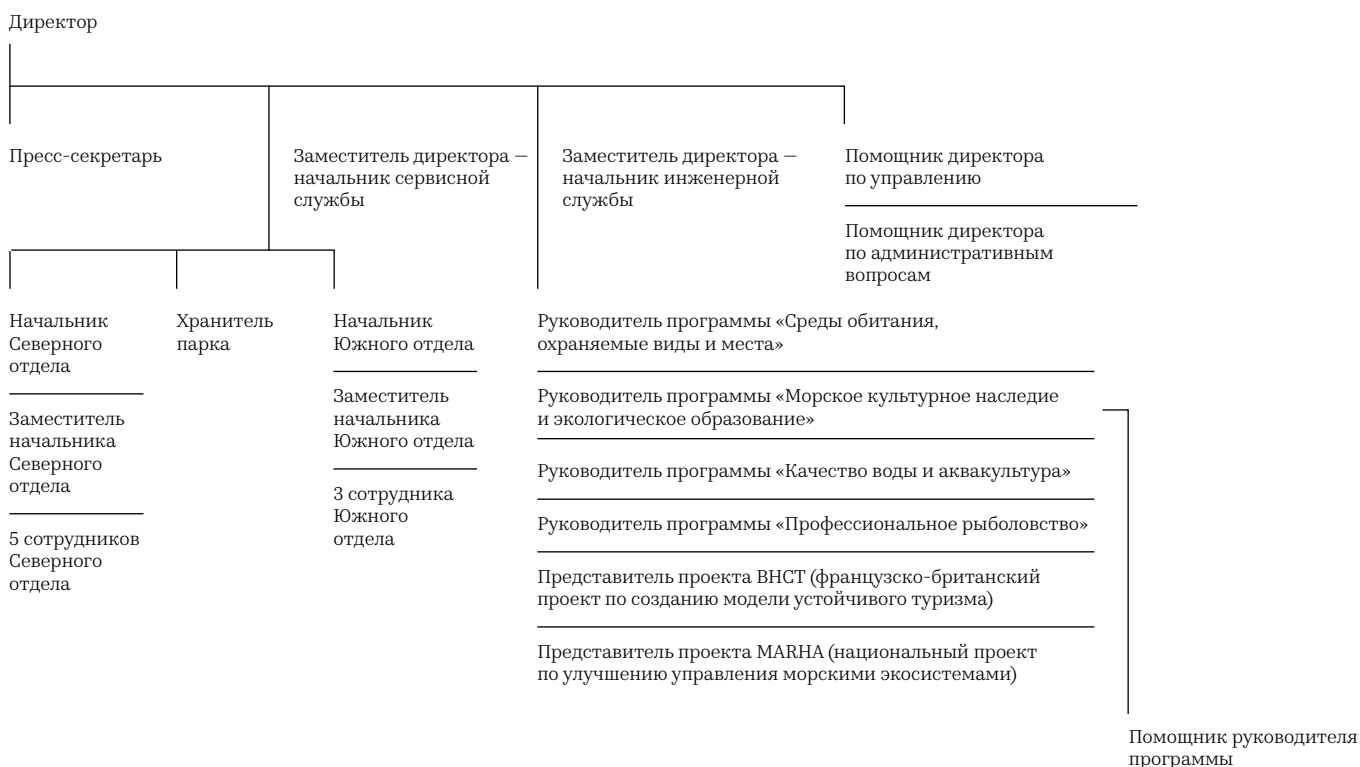 Директор
Пресс-секретарь
Заместитель директора —
начальник сервисной
службы
Заместитель директора —
начальник инженерной
службы
Помощник директора
по управлению
Помощник директора
по административным
вопросам
Начальник
Северного
отдела
Заместитель
начальника
Северного
отдела
5 сотрудников
Северного
отдела
Хранитель
парка
Начальник
Южного отдела
Заместитель
начальника
Южного отдела
3 сотрудника
Южного
отдела
Руководитель программы «Среды обитания,
охраняемые виды и места»
Руководитель программы «Морское культурное наследие
и экологическое образование»
Руководитель программы «Качество воды и аквакультура»
Руководитель программы «Профессиональное рыболовство»
Представитель проекта BHCT (французско-британский
проект по созданию модели устойчивого туризма)
Представитель проекта MARHA (национальный проект
по улучшению управления морскими экосистемами)
Помощник руководителя
программы